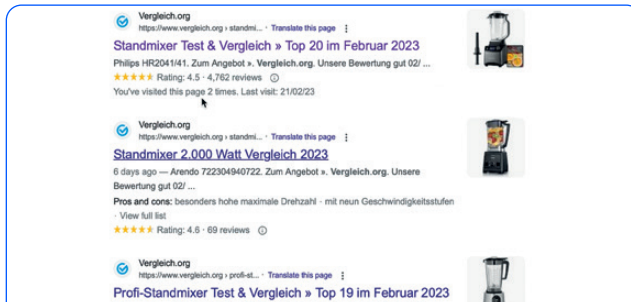 Vergleich.org
https://www.vergleich.org › standmi... · Translate this page
Standmixer Test & Vergleich » Top 20 im Februar 2023
Philips HR2041/41. Zum Angebot ». Vergleich.org. Unsere Bewertung gut 02/ ...
Rating: 4.5 · 4,762 reviews
You've visited this page 2 times. Last visit: 21/02/23
Vergleich.org
https://www.vergleich.org › standmi... · Translate this page
Standmixer 2.000 Watt Vergleich 2023
6 days ago — Arendo 722304940722. Zum Angebot ». Vergleich.org. Unsere
Bewertung gut 02/ ...
Pros and cons: besonders hohe maximale Drehzahl · mit neun Geschwindigkeitsstufen
· View full list
Rating: 4.6 · 69 reviews
Vergleich.org
https://www.vergleich.org › profi-st... · Translate this page
Profi-Standmixer Test & Vergleich » Top 19 im Februar 2023